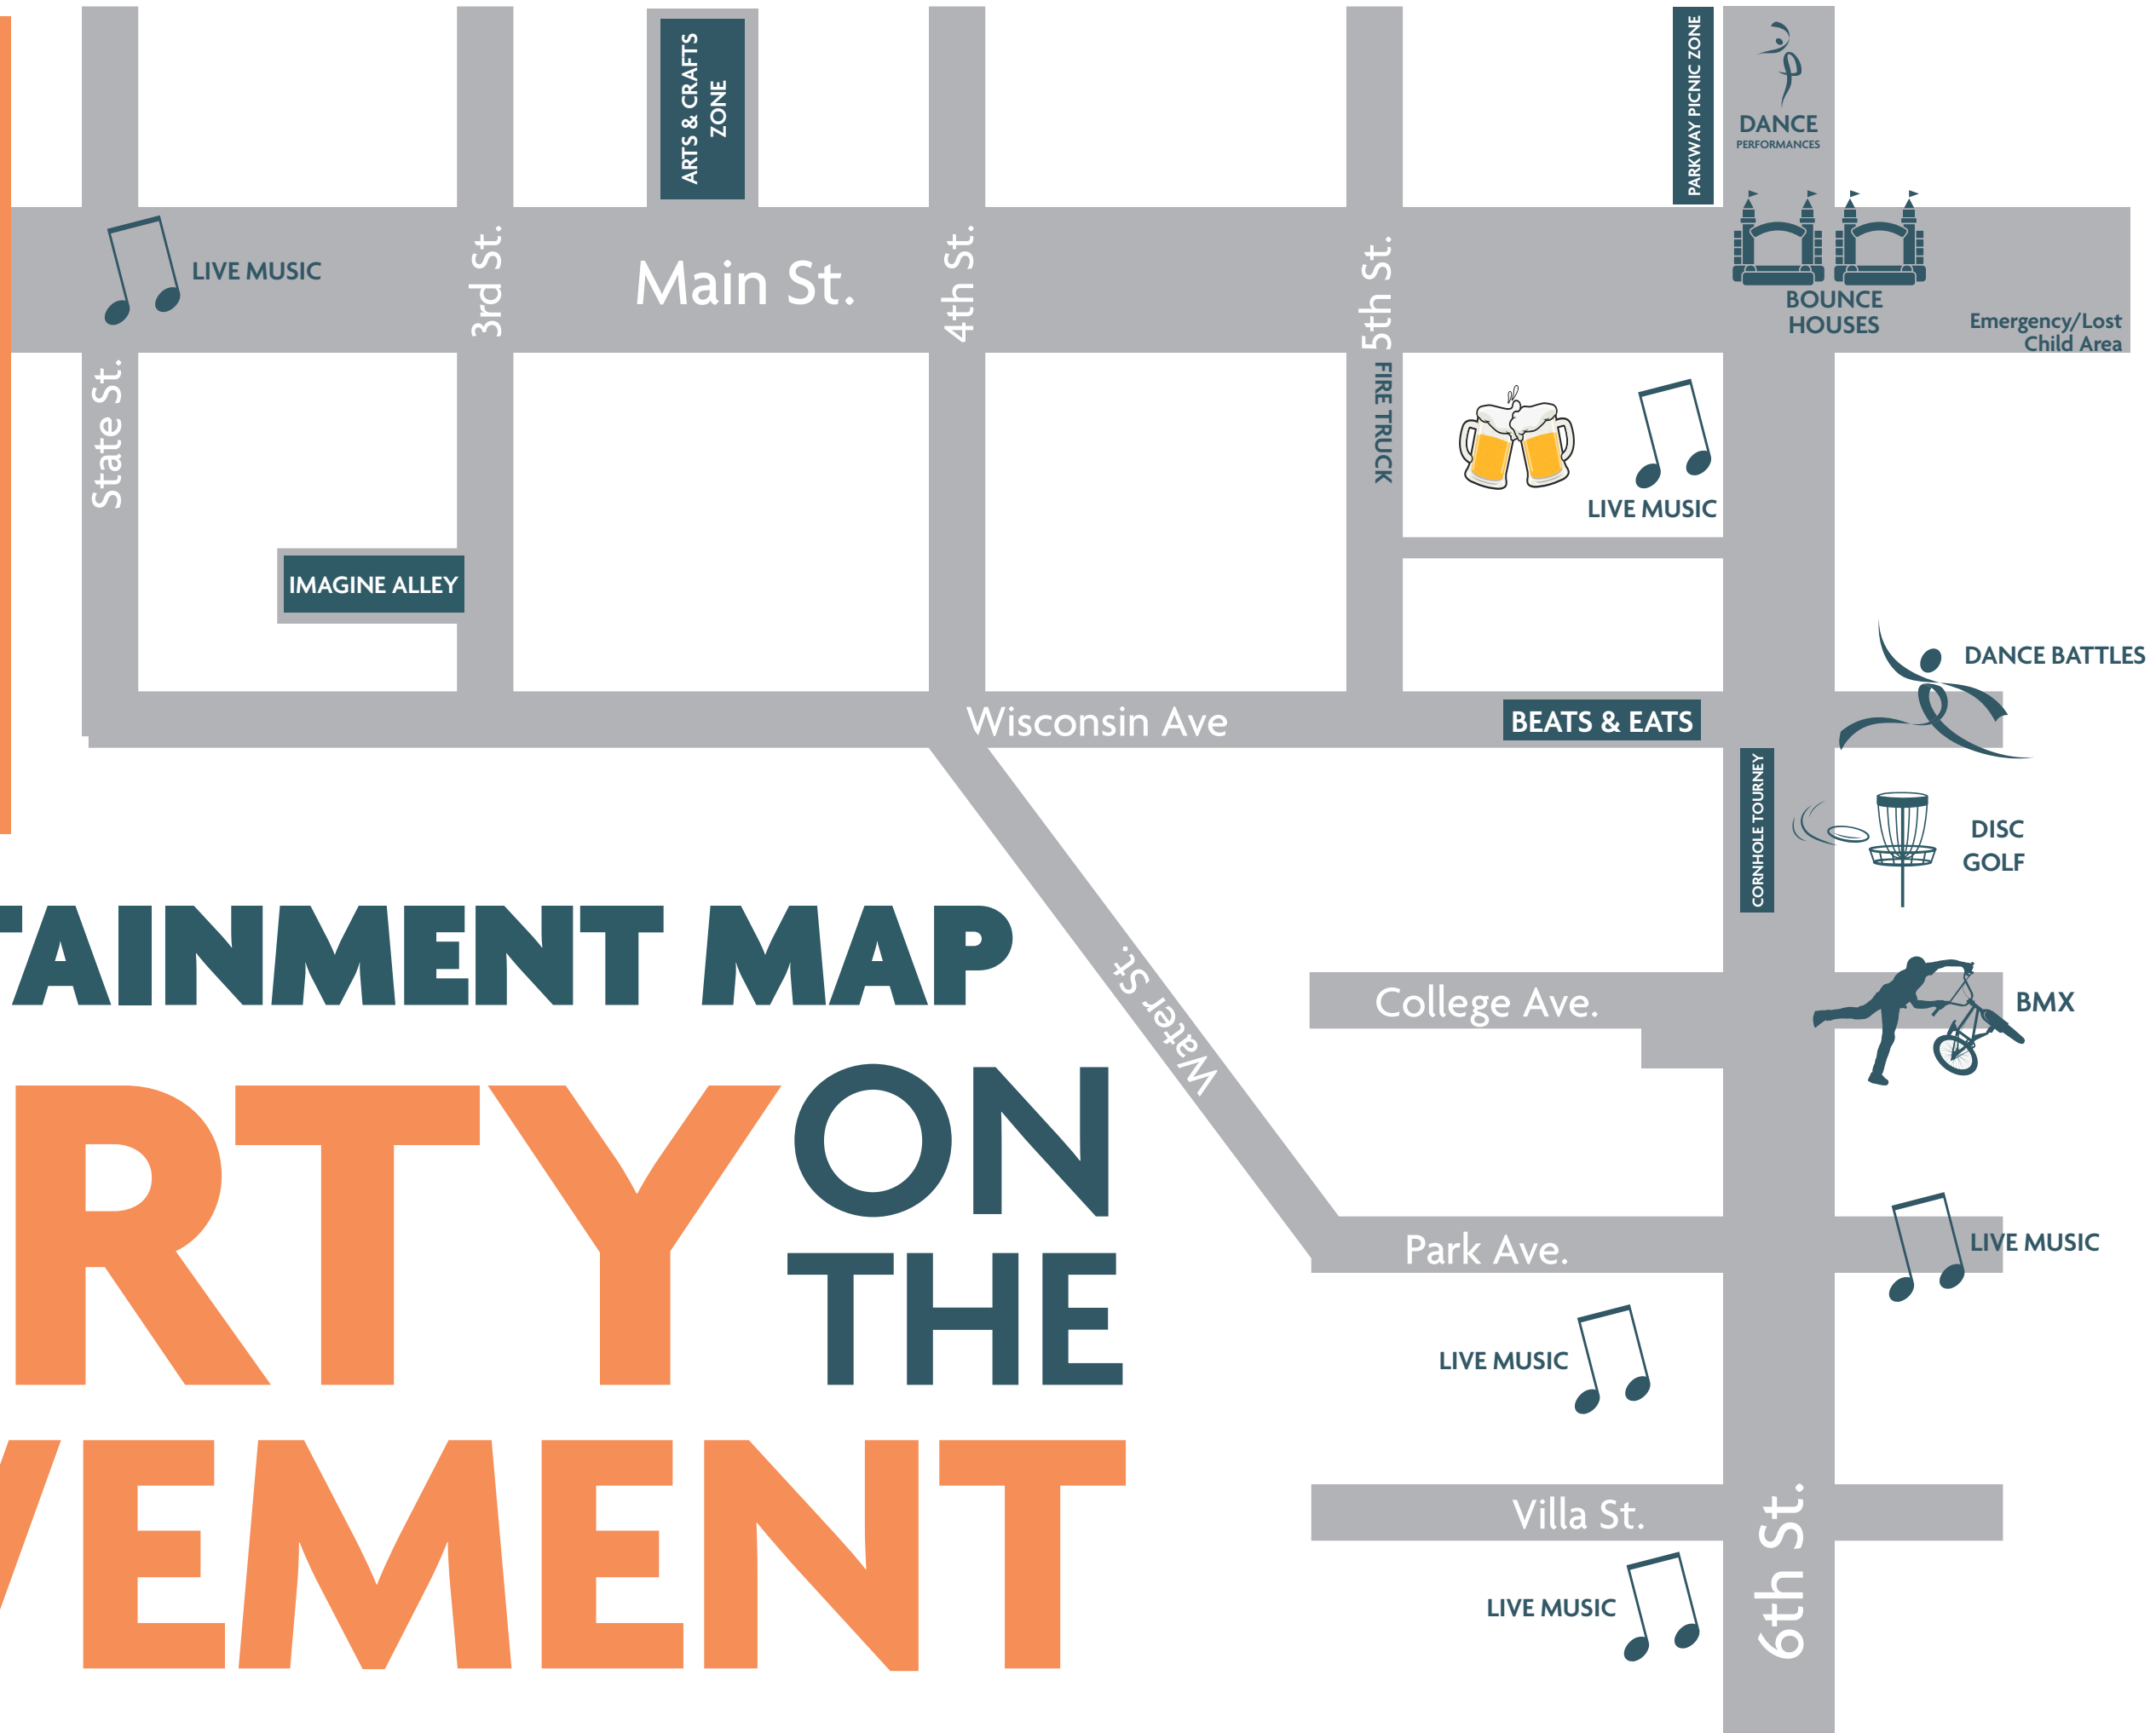 ARTS & CRAFTS
ZONE
PARKWAY PICNIC ZONE
DANCE
PERFORMANCES
LIVE MUSIC
3rd St.
Main St.
4th St.
5th St.
BOUNCE
HOUSES
Emergency/Lost
Child Area
State St.
FIRE TRUCK
LIVE MUSIC
IMAGINE ALLEY
DANCE BATTLES
Wisconsin Ave
BEATS & EATS
CORNHOLE TOURNEY
DISC
GOLF
TAINMENT MAP
Water St.
College Ave.
BMX
RTY ON
THE
Park Ave.
LIVE MUSIC
LIVE MUSIC
VEMENT
Villa St.
6th St.
LIVE MUSIC